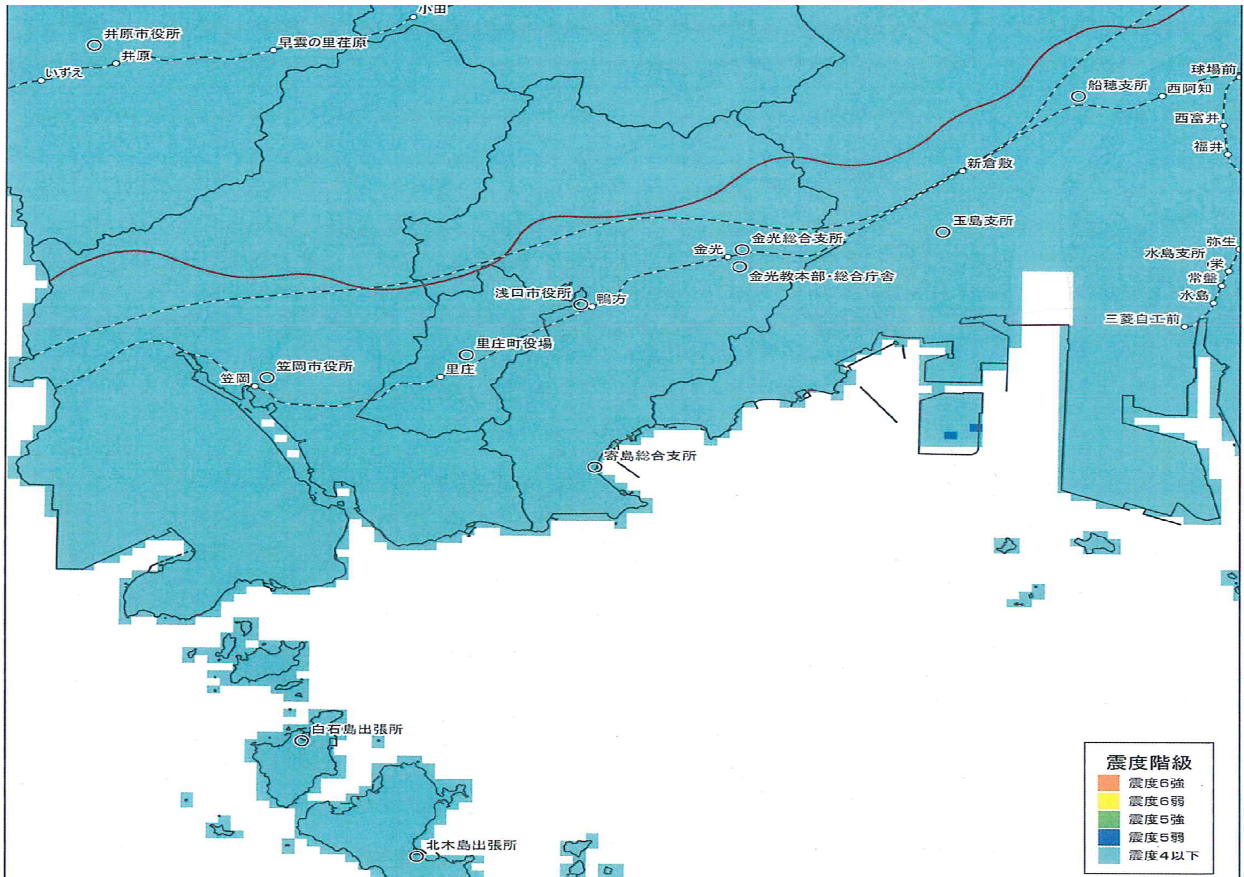 小田
井原市役所
早雲の里荏原
井原
いずえ
球場前
船穂支所
西阿知
西富井
福井
新倉敷
玉島支所
弥生
水島支所
栄
常盤
水島
三菱自工前
金光総合支所
金光
金光教本部・総合庁舎
浅口市役所
鴨方
里庄町役場
里庄
笠岡市役所
笠岡
寄島総合支所
白石島出張所
北木島出張所
震度階級
震度6強
震度6弱
震度5強
震度5弱
震度4以下